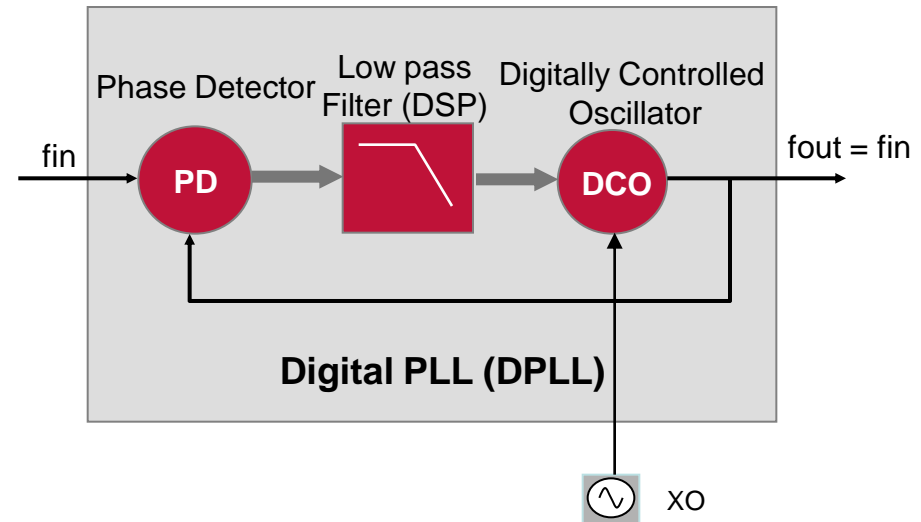 Phase Detector
Low pass
Filter (DSP)
Digitally Controlled
Oscillator
fin
PD
DCO
fout = fin
Digital PLL (DPLL)
XO